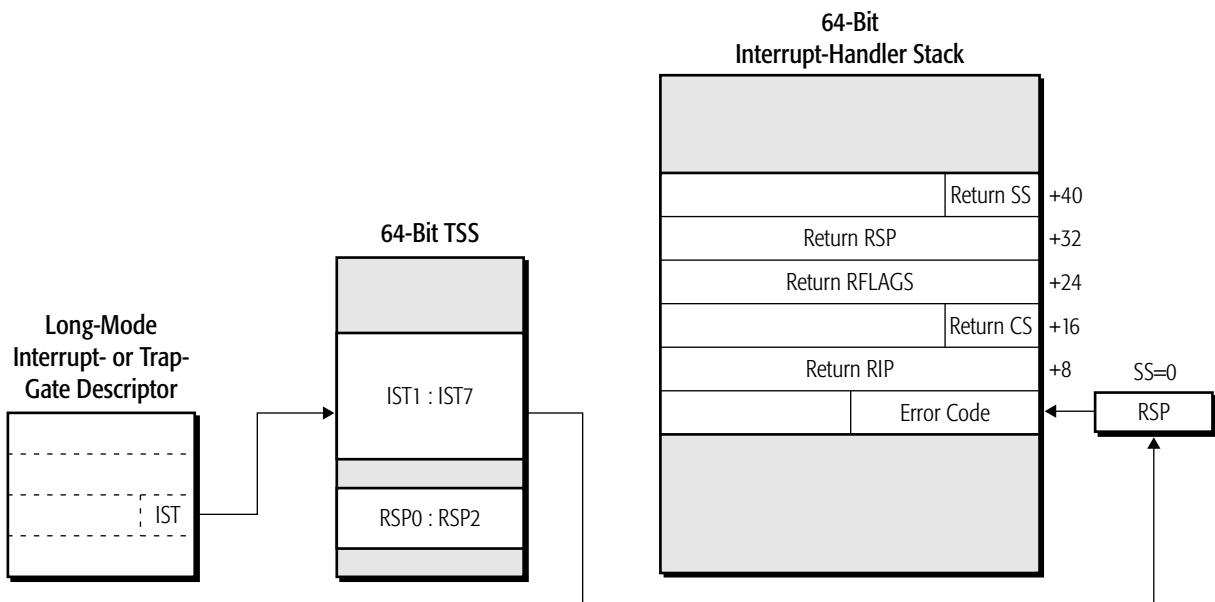 64-Bit
Interrupt-Handler Stack
Return SS
+40
Return RSP
+32
Return RFLAGS
+24
Return CS
+16
Return RIP
+8
Error Code
SS=0
RSP
64-Bit TSS
IST1 : IST7
RSP0 : RSP2
Long-Mode
Interrupt- or Trap-
Gate Descriptor
IST